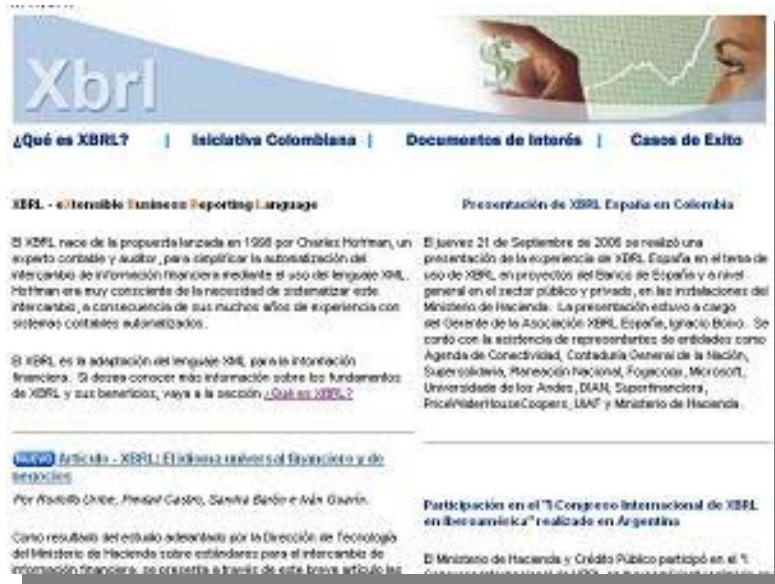 Xbrl
¿Qué es XBRL? | Iniciativa Colombiana | Documentos de Interés | Casos de Exito
XBRL - eXtensible Business Reporting Language
El XBRL nace de la propuesta lanzada en 1998 por Charles Hoffman, un
experto contable y auditor, para simplificar la automatización del
intercambio de información financiera mediante el uso del lenguaje XML.
Hoffman era muy consciente de la necesidad de sistematizar este
intercambio, a consecuencia de sus muchos años de experiencia con
sistemas contables automatizados.
El XBRL es la adaptación del lenguaje XML para la información
financiera. Si desea conocer más información sobre los fundamentos
de XBRL y sus beneficios, vaya a la sección ¿Qué es XBRL?
NUEVO Artículo - XBRL: El idioma universal financiero y de
negocios
Por Rodolfo Uribe, Castro, Sandra Barón e Iván Guarín.
Como resultado del estudio adelantado por la Dirección de Tecnología
del Ministerio de Hacienda sobre estándares para el intercambio de
información financiera, se presenta a través de este breve artículo las
Presentación de XBRL España en Colombia
El jueves 21 de Septiembre de 2006 se realizó una
presentación de la experiencia de XBRL España en el tema de
uso de XBRL, en proyectos del Banco de España y a nivel
general en el sector público y privado, en las instalaciones del
Ministerio de Hacienda. La presentación estuvo a cargo
del Gerente de la Asociación XBRL España, Ignacio Boixo. Se
contó con la asistencia de representantes de entidades como
Agenda de Conectividad, Contaduría General de la Nación,
Supersolidaria, Planeación Nacional, Fogacoop, Microsoft,
Universidade de los Andes, DIAN, Superfinanciera,
PriceWaterHouseCoopers, UIAF y Ministerio de Hacienda.
Participación en el "I Congreso Internacional de XBRL
en Iberoamérica" realizado en Argentina
El Ministerio de Hacienda y Crédito Público participó en el "I